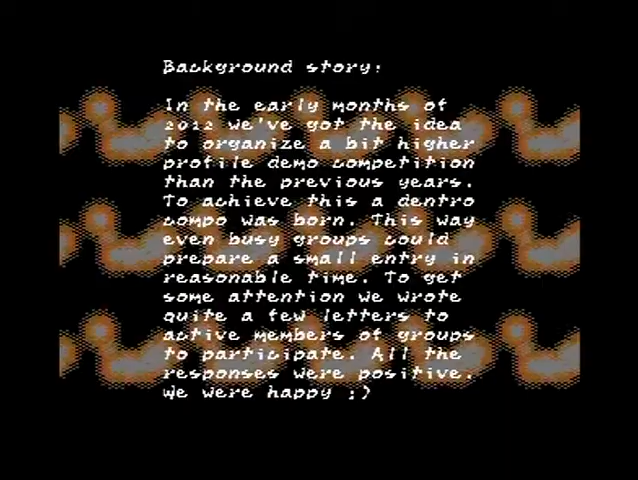 Background story:
In the early months of
2012 we've got the idea
to organize a bit higher
profile demo competition
than the previous years.
To achieve this a dentro
compo was born. This way
even busy groups could
prepare a small entry in
reasonable time. To get
some attention we wrote
quite a few letters to
active members of groups
to participate. All the
responses were positive.
We were happy ;)